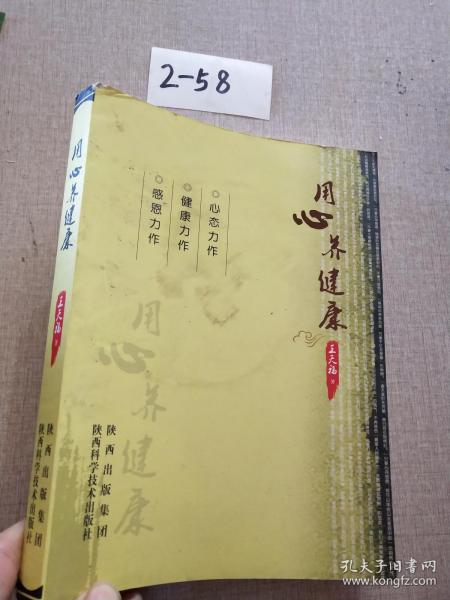 2-58
用心养健康
王天福 著
陕西出版集团
陕西科学技术出版社
用心养健康
王天福 著
◎心态力作
◎健康力作
◎感恩力作
用心养健康
陕西出版集团
陕西科学技术出版社
孔夫子旧书网
www.kongfz.com